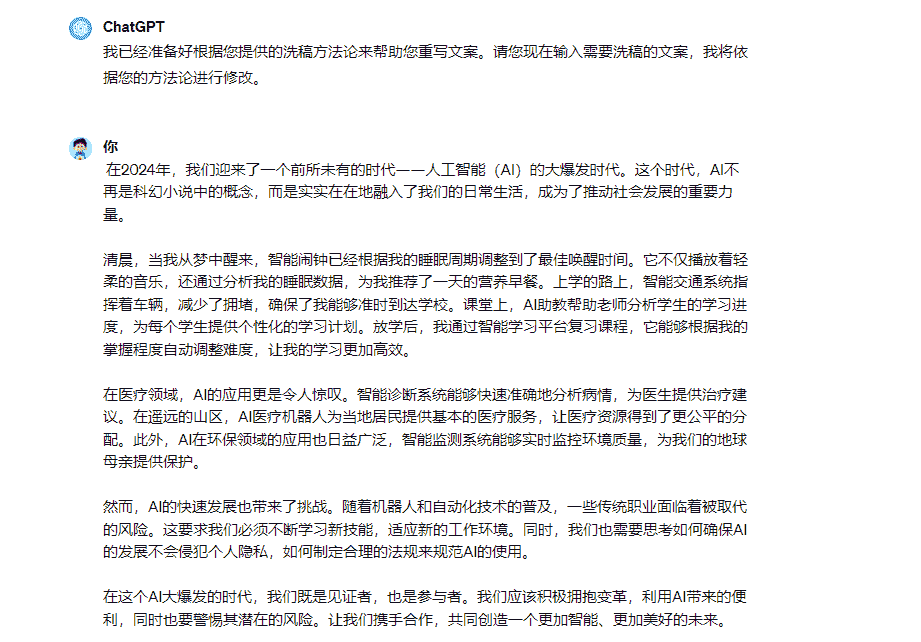 ChatGPT
我已经准备好根据您提供的洗稿方法论来帮助您重写文案。请您现在输入需要洗稿的文案，我将依
据您的方法论进行修改。
你
在2024年，我们迎来了一个前所未有的时代——人工智能（AI）的大爆发时代。这个时代，AI不
再是科幻小说中的概念，而是实实在在地融入了我们的日常生活，成为了推动社会发展的重要力
量。
清晨，当我从梦中醒来，智能闹钟已经根据我的睡眠周期调整到了最佳唤醒时间。它不仅播放着轻
柔的音乐，还通过分析我的睡眠数据，为我推荐了一天的营养早餐。上学的路上，智能交通系统指
挥着车辆，减少了拥堵，确保了我能够准时到达学校。课堂上，AI助教帮助老师分析学生的学习进
度，为每个学生提供个性化的学习计划。放学后，我通过智能学习平台复习课程，它能够根据我的
掌握程度自动调整难度，让我的学习更加高效。
在医疗领域，AI的应用更是令人惊叹。智能诊断系统能够快速准确地分析病情，为医生提供治疗建
议。在遥远的山区，AI医疗机器人为当地居民提供基本的医疗服务，让医疗资源得到了更公平的分
配。此外，AI在环保领域的应用也日益广泛，智能监测系统能够实时监控环境质量，为我们的地球
母亲提供保护。
然而，AI的快速发展也带来了挑战。随着机器人和自动化技术的普及，一些传统职业面临着被取代
的风险。这要求我们必须不断学习新技能，适应新的工作环境。同时，我们也需要思考如何确保AI
的发展不会侵犯个人隐私，如何制定合理的法规来规范AI的使用。
在这个AI大爆发的时代，我们既是见证者，也是参与者。我们应该积极拥抱变革，利用AI带来的便
利，同时也要警惕其潜在的风险。让我们携手合作，共同创造一个更加智能、更加美好的未来。